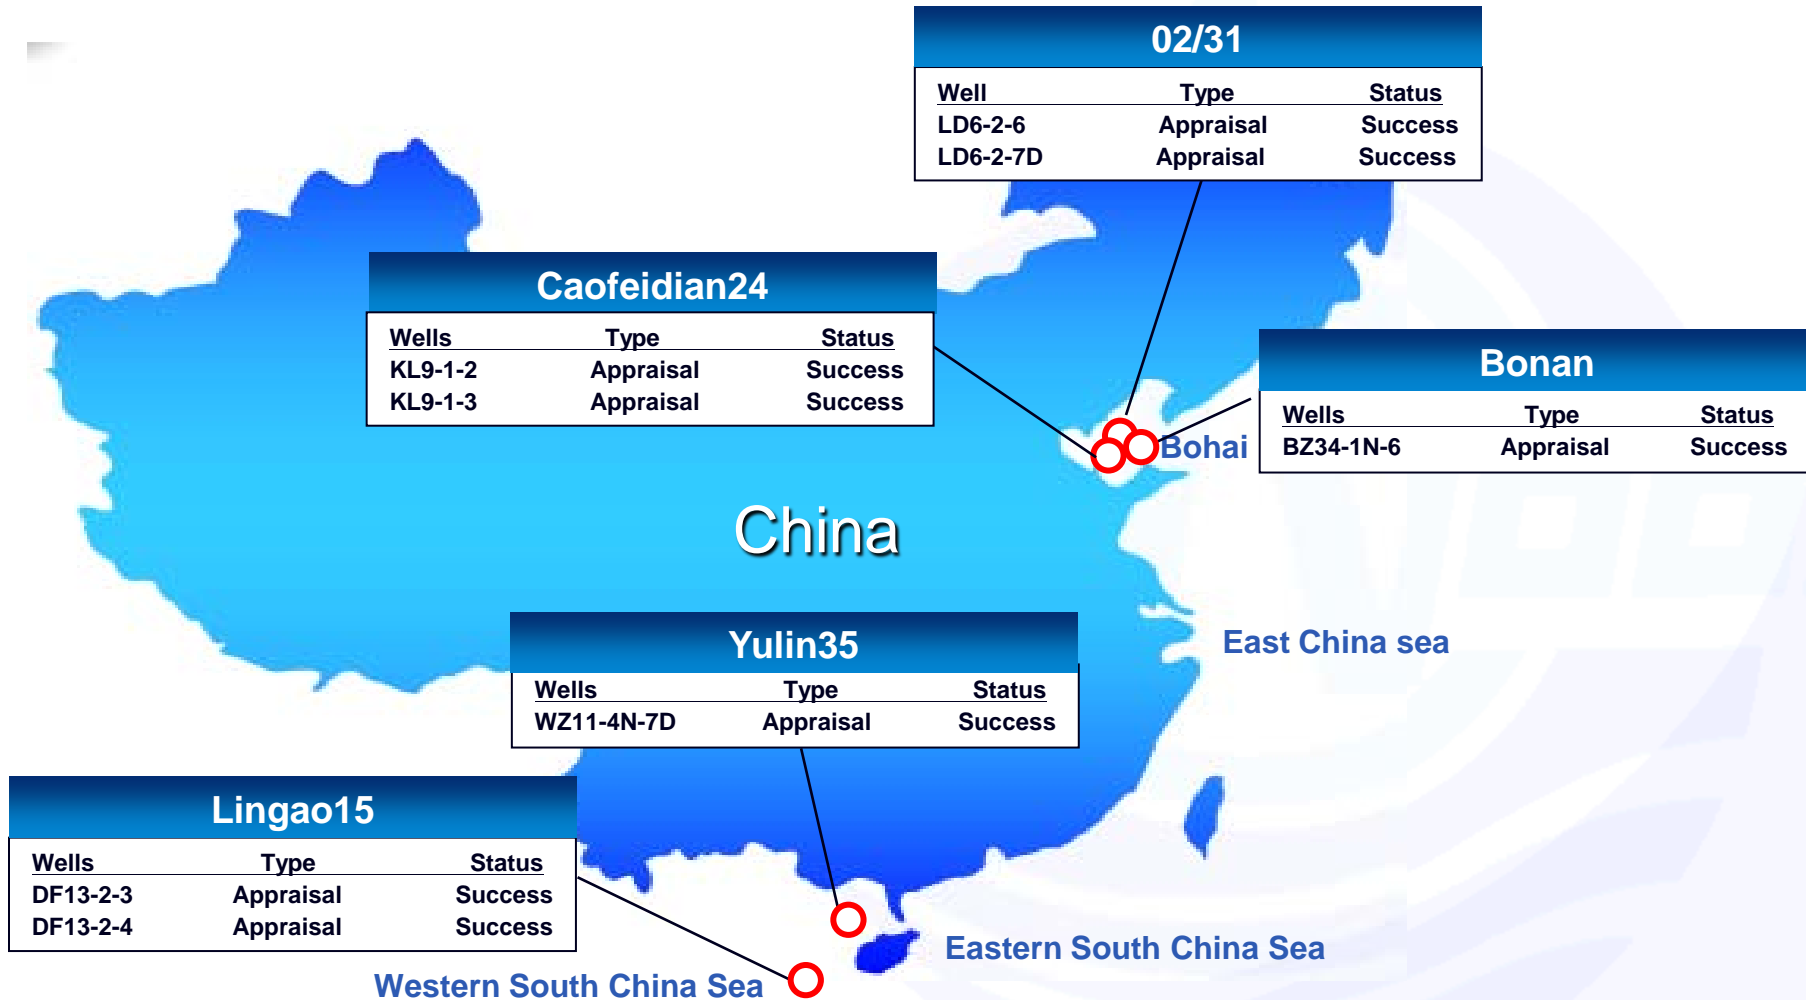 02/31
Well Type Status
LD6-2-6 Appraisal Success
LD6-2-7D Appraisal Success
Caofeidian24
Wells Type Status
KL9-1-2 Appraisal Success
KL9-1-3 Appraisal Success
Bonan
Wells Type Status
BZ34-1N-6 Appraisal Success
Bohai
China
Yulin35
Wells Type Status
WZ11-4N-7D Appraisal Success
East China sea
Lingao15
Wells Type Status
DF13-2-3 Appraisal Success
DF13-2-4 Appraisal Success
Eastern South China Sea
Western South China Sea